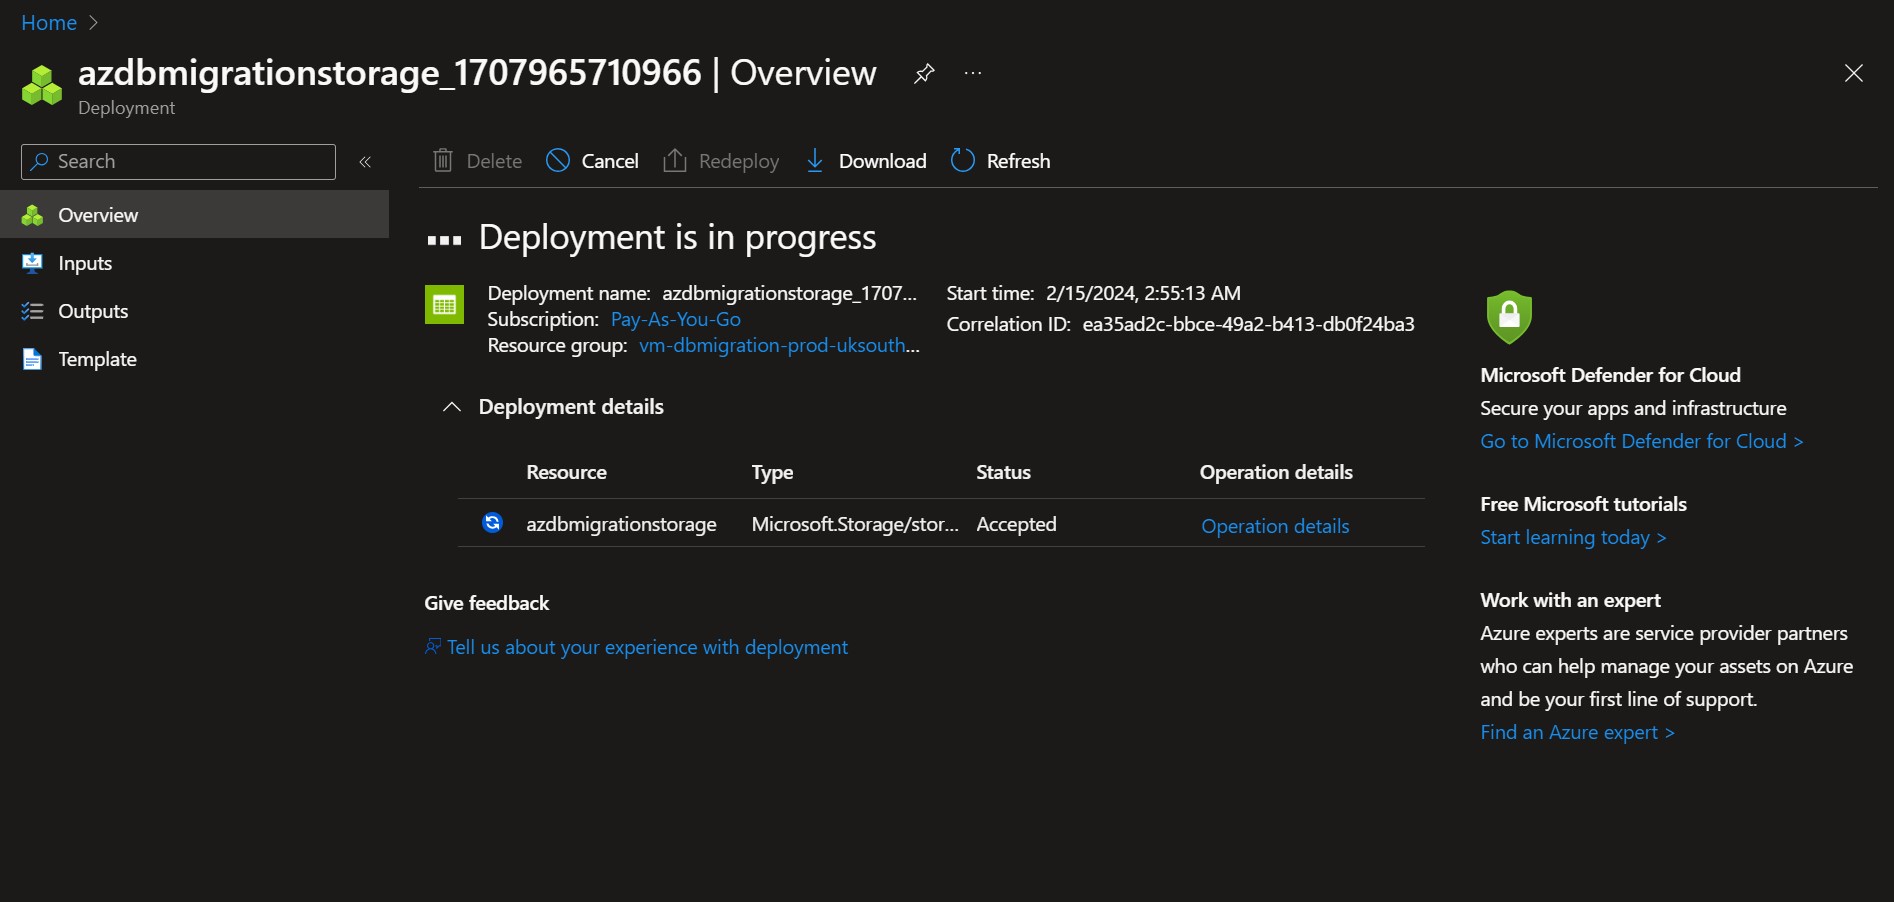 Home >
azdbmigrationstorage_1707965710966 | Overview
Deployment
Search
Delete Cancel Redeploy Download Refresh
Overview
Inputs
Outputs
Template
Deployment is in progress
Deployment name: azdbmigrationstorage_1707...
Subscription: Pay-As-You-Go
Resource group: vm-dbmigration-prod-uksouth...
Start time: 2/15/2024, 2:55:13 AM
Correlation ID: ea35ad2c-bbce-49a2-b413-db0f24ba3
Deployment details
Resource Type Status Operation details
azdbmigrationstorage Microsoft.Storage/stor... Accepted Operation details
Give feedback
Tell us about your experience with deployment
Microsoft Defender for Cloud
Secure your apps and infrastructure
Go to Microsoft Defender for Cloud >
Free Microsoft tutorials
Start learning today >
Work with an expert
Azure experts are service provider partners
who can help manage your assets on Azure
and be your first line of support.
Find an Azure expert >